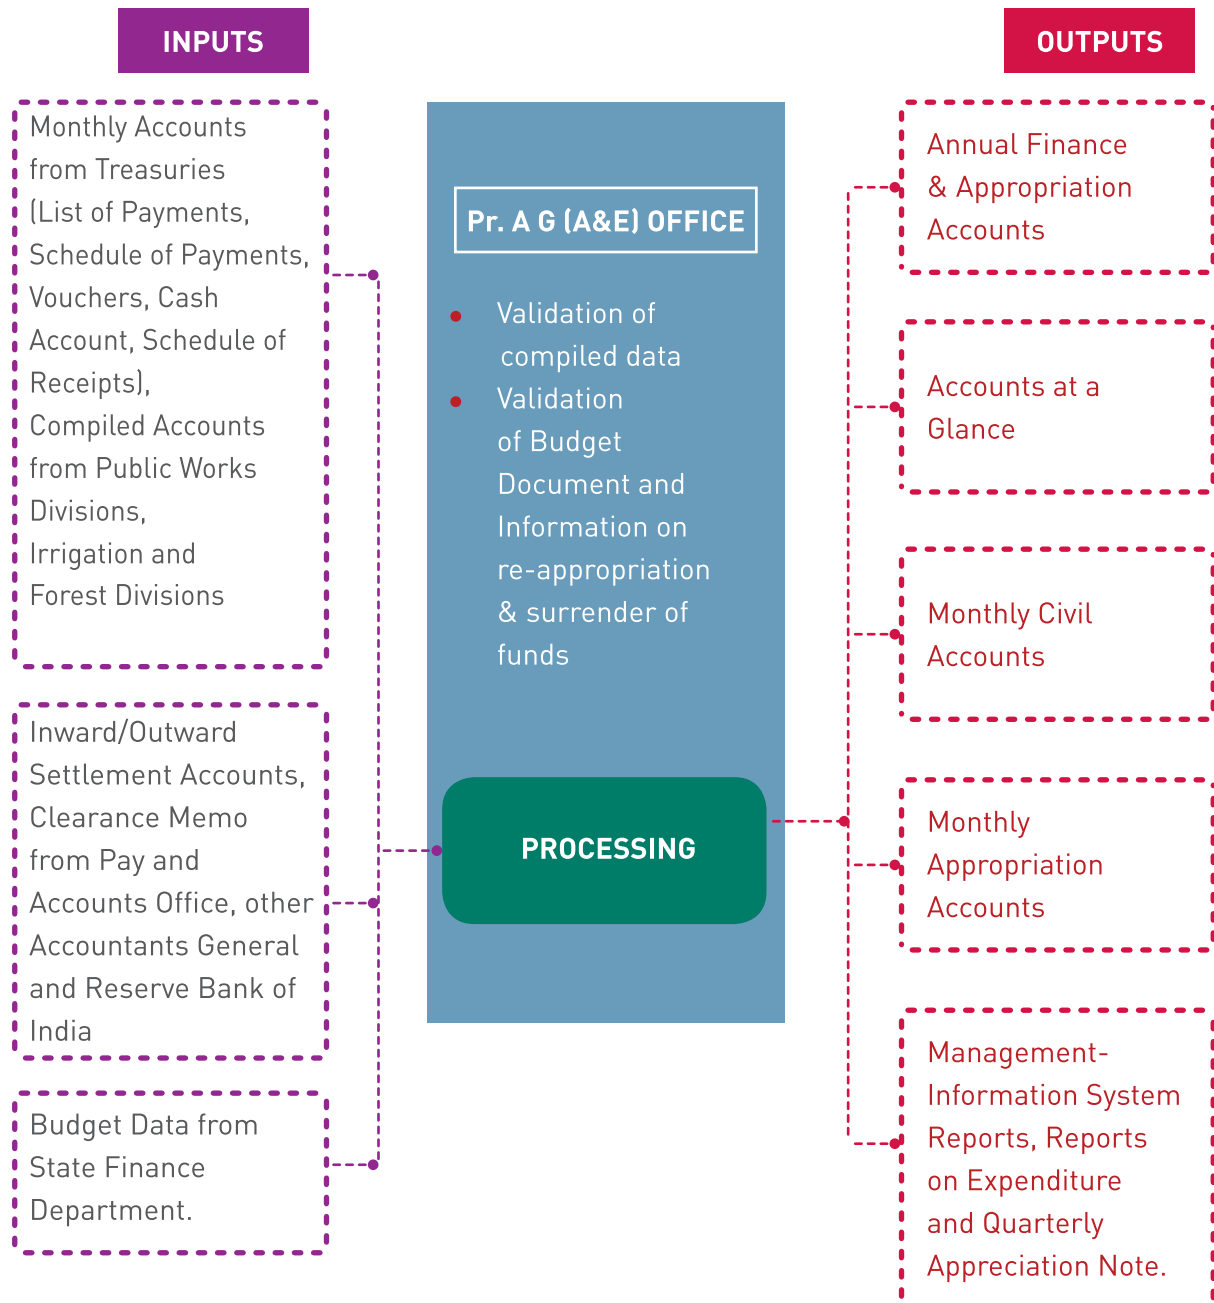 INPUTS
Monthly Accounts
from Treasuries
(List of Payments,
Schedule of Payments,
Vouchers, Cash
Account, Schedule of
Receipts),
Compiled Accounts
from Public Works
Divisions,
Irrigation and
Forest Divisions
Inward/Outward
Settlement Accounts,
Clearance Memo
from Pay and
Accounts Office, other
Accountants General
and Reserve Bank of
India
Budget Data from
State Finance
Department.
Pr. A G (A&E) OFFICE
• Validation of
compiled data
• Validation
of Budget
Document and
Information on
re-appropriation
& surrender of
funds
PROCESSING
OUTPUTS
Annual Finance
& Appropriation
Accounts
Accounts at a
Glance
Monthly Civil
Accounts
Monthly
Appropriation
Accounts
Management-
Information System
Reports, Reports
on Expenditure
and Quarterly
Appreciation Note.